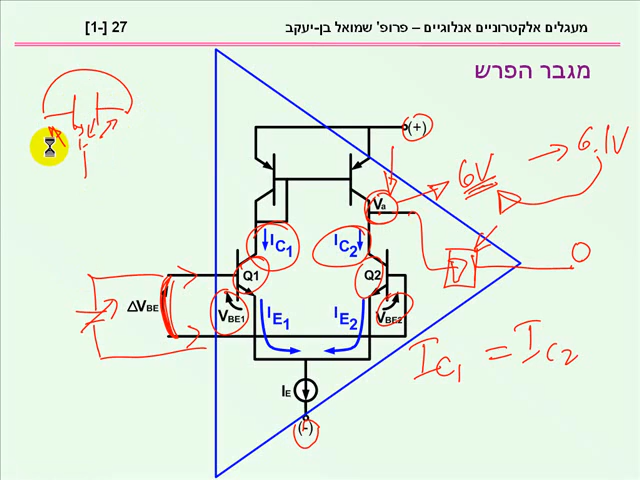 מעגלים אלקטרוניים אנלוגיים – פרופ' שמואל בן-יעקב
27 [-1]
מגבר הפרש
(+)
6V
6.1V
Va
IC1
IC2
D
0
Q1
Q2
ΔVBE
VBE1
VBE2
IE1
IE2
IC1 = IC2
IE
(-)